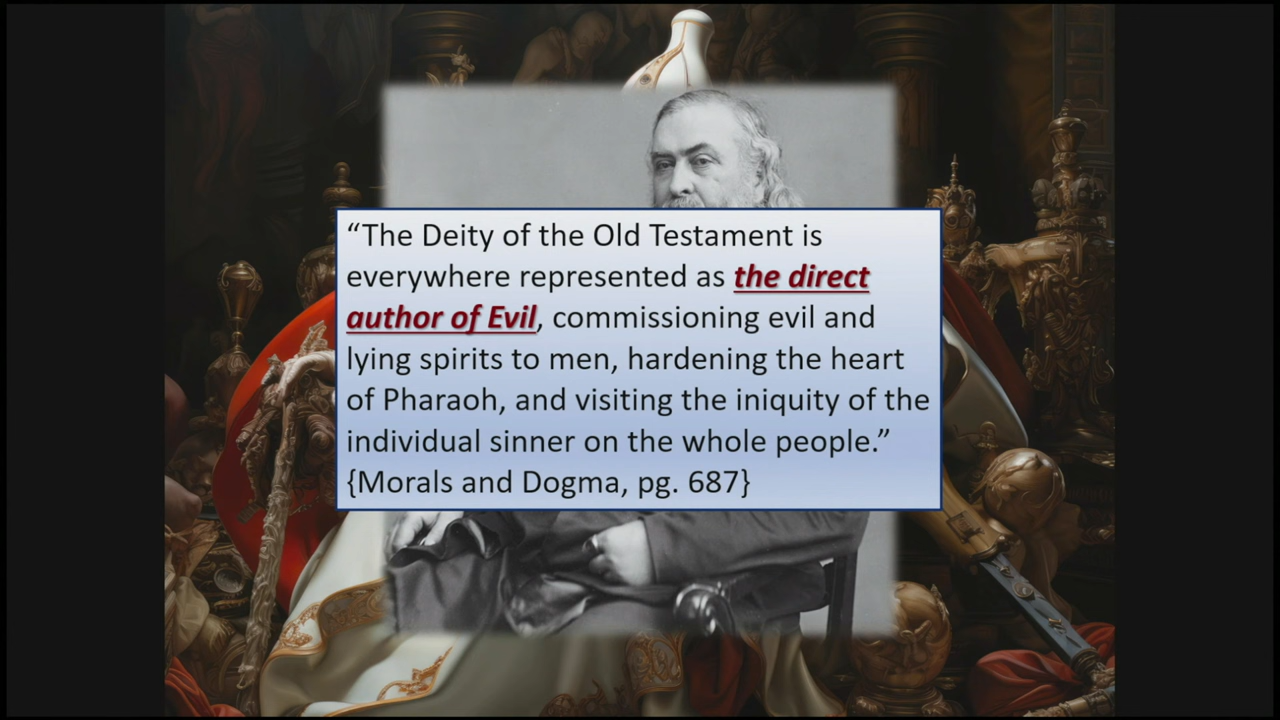 “The Deity of the Old Testament is
everywhere represented as the direct
author of Evil, commissioning evil and
lying spirits to men, hardening the heart
of Pharaoh, and visiting the iniquity of the
individual sinner on the whole people.”
{Morals and Dogma, pg. 687}